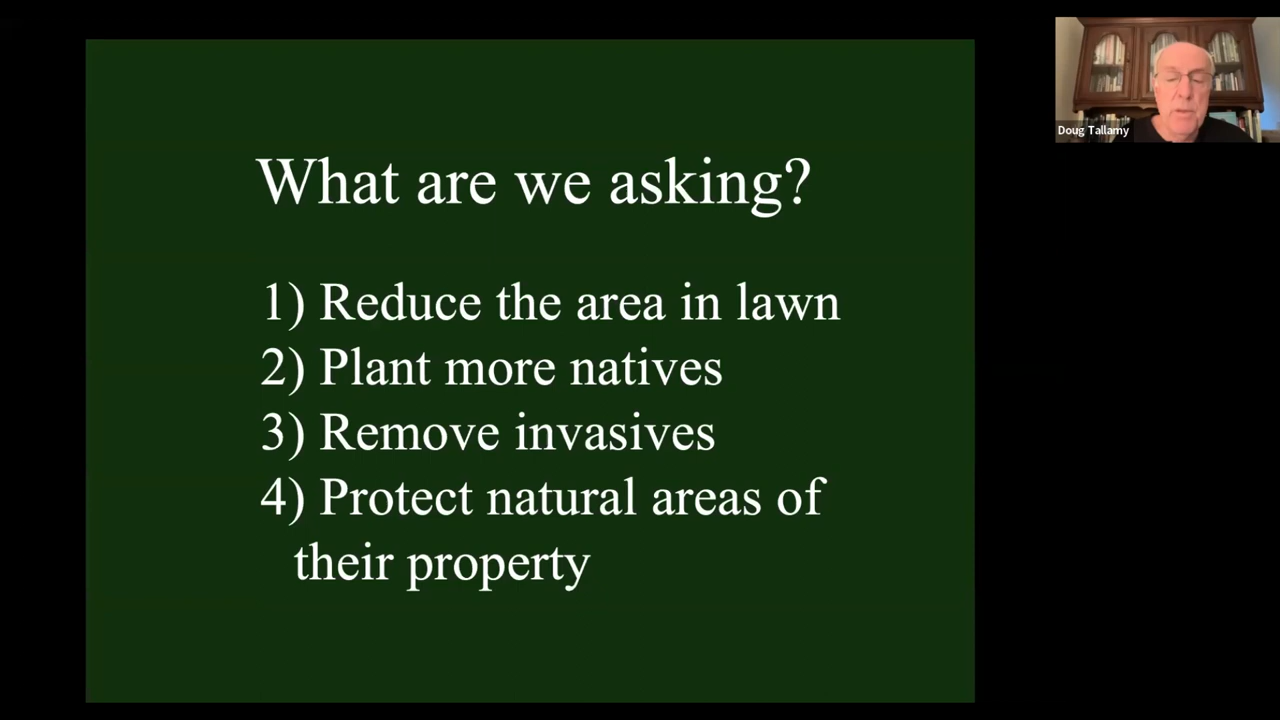 What are we asking?
1) Reduce the area in lawn
2) Plant more natives
3) Remove invasives
4) Protect natural areas of
their property
Doug Tallamy